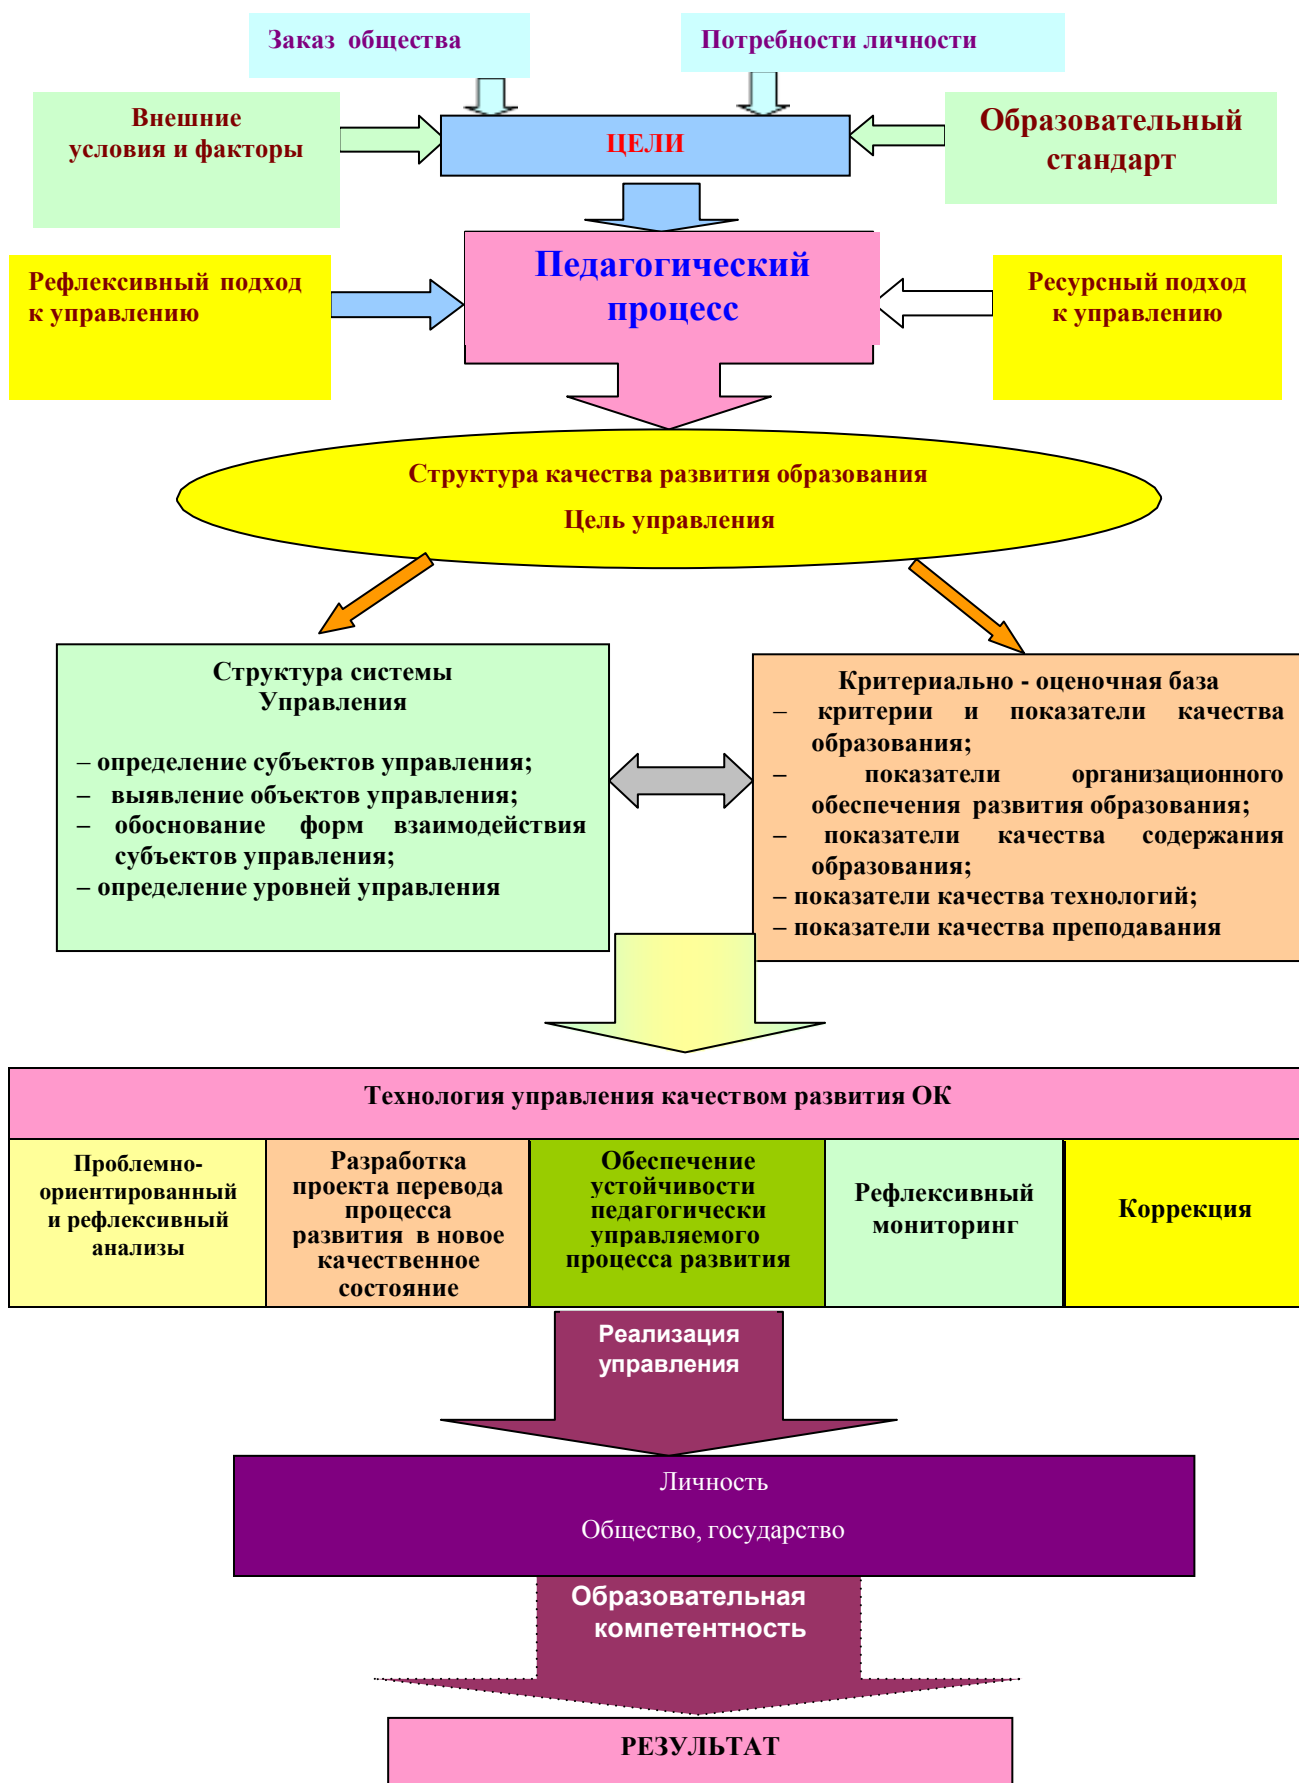 Заказ общества
Потребности личности
Внешние
условия и факторы
ЦЕЛИ
Образовательный
стандарт
Рефлексивный подход
к управлению
Педагогический
процесс
Ресурсный подход
к управлению
Структура качества развития образования
Цель управления
Структура системы
Управления
– определение субъектов управления;
– выявление объектов управления;
– обоснование форм взаимодействия
субъектов управления;
– определение уровней управления
Критериально - оценочная база
– критерии и показатели качества
образования;
– показатели организационного
обеспечения развития образования;
– показатели качества содержания
образования;
– показатели качества технологий;
– показатели качества преподавания
Технология управления качеством развития ОК
Проблемно-
ориентированный
и рефлексивный
анализы
Разработка
проекта перевода
процесса
развития в новое
качественное
состояние
Обеспечение
устойчивости
педагогически
управляемого
процесса развития
Рефлексивный
мониторинг
Коррекция
Реализация
управления
Личность
Общество, государство
Образовательная
компетентность
РЕЗУЛЬТАТ